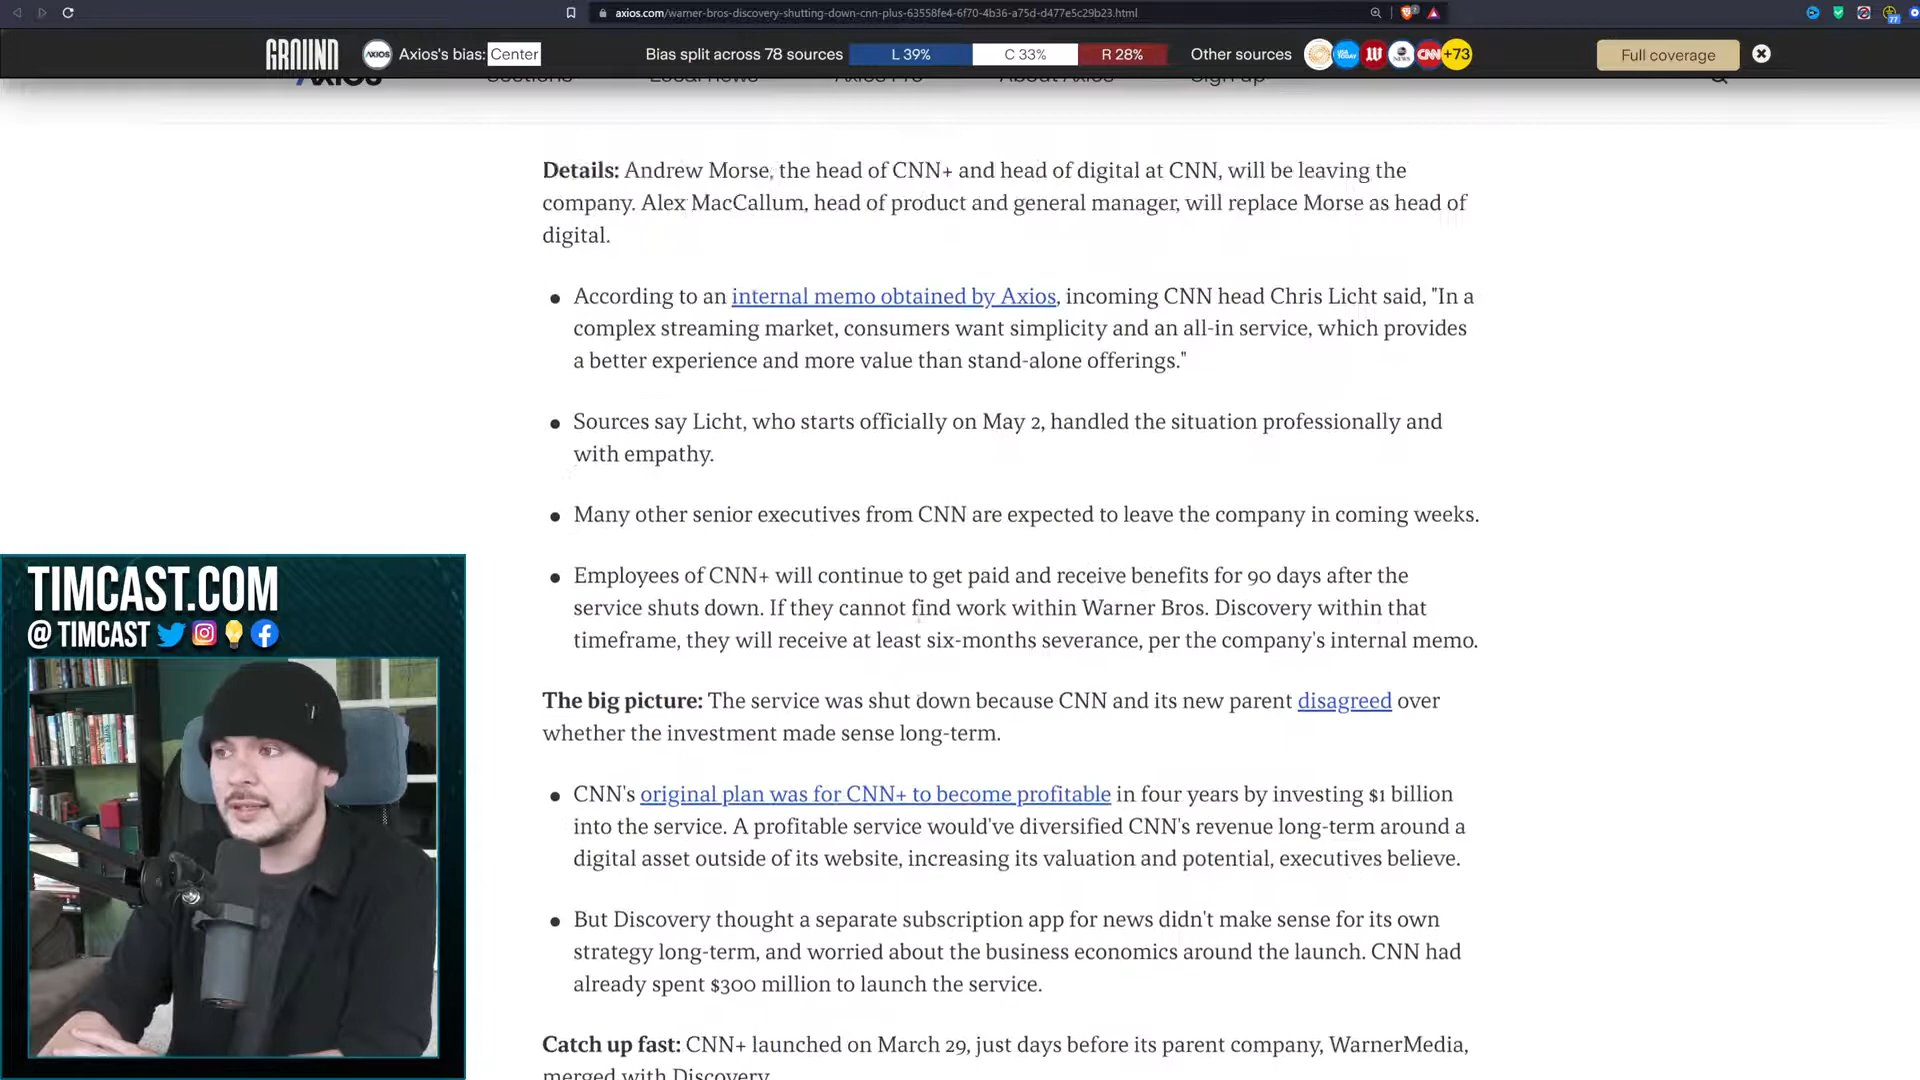 axios.com/warner-bros-discovery-shutting-down-cnn-plus-63558fe4-6f70-4b36-a75d-d477e5c29b23.html
GROUND AXIOS Axios's bias: Center Bias split across 78 sources L 39% C 33% R 28% Other sources USA TODAY W NEWS CNN +73 Full coverage
77
AXIOS Sections Local news Axios Pro About Axios Sign up
Details: Andrew Morse, the head of CNN+ and head of digital at CNN, will be leaving the
company. Alex MacCallum, head of product and general manager, will replace Morse as head of
digital.
According to an internal memo obtained by Axios, incoming CNN head Chris Licht said, "In a
complex streaming market, consumers want simplicity and an all-in service, which provides
a better experience and more value than stand-alone offerings."
Sources say Licht, who starts officially on May 2, handled the situation professionally and
with empathy.
Many other senior executives from CNN are expected to leave the company in coming weeks.
Employees of CNN+ will continue to get paid and receive benefits for 90 days after the
service shuts down. If they cannot find work within Warner Bros. Discovery within that
timeframe, they will receive at least six-months severance, per the company's internal memo.
The big picture: The service was shut down because CNN and its new parent disagreed over
whether the investment made sense long-term.
CNN's original plan was for CNN+ to become profitable in four years by investing $1 billion
into the service. A profitable service would've diversified CNN's revenue long-term around a
digital asset outside of its website, increasing its valuation and potential, executives believe.
But Discovery thought a separate subscription app for news didn't make sense for its own
strategy long-term, and worried about the business economics around the launch. CNN had
already spent $300 million to launch the service.
Catch up fast: CNN+ launched on March 29, just days before its parent company, WarnerMedia,
merged with Discovery.
TIMCAST.COM
@ TIMCAST